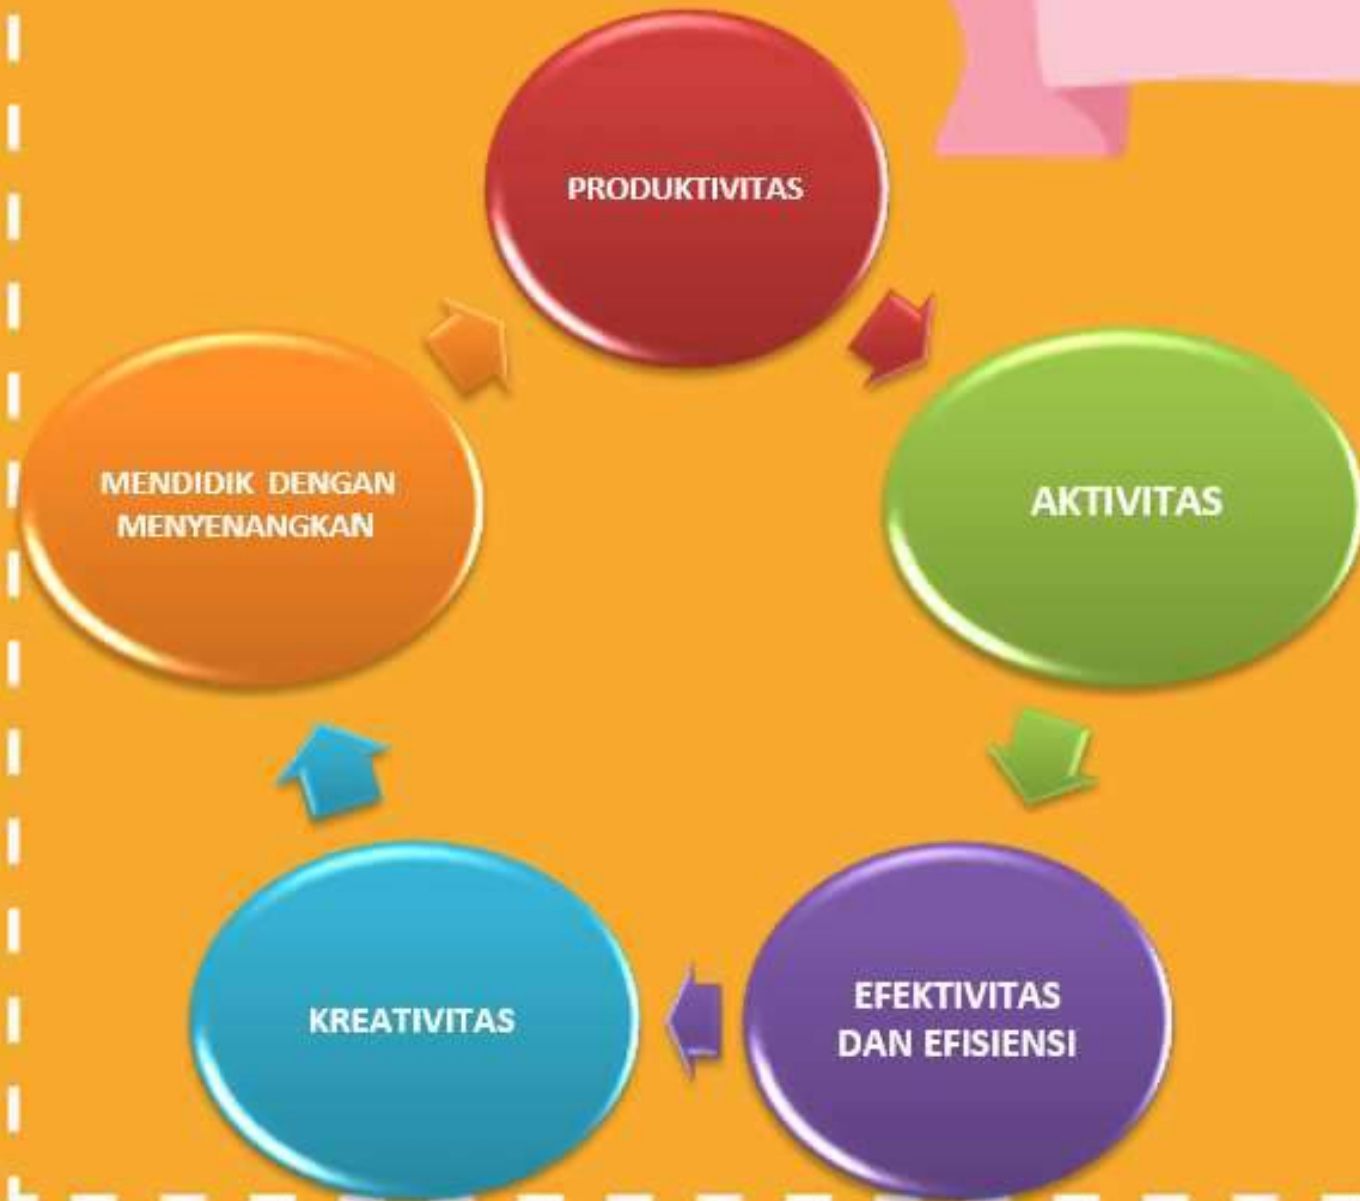 PRODUKTIVITAS
AKTIVITAS
EFEKTIVITAS
DAN EFISIENSI
KREATIVITAS
MENDIDIK DENGAN
MENYENANGKAN